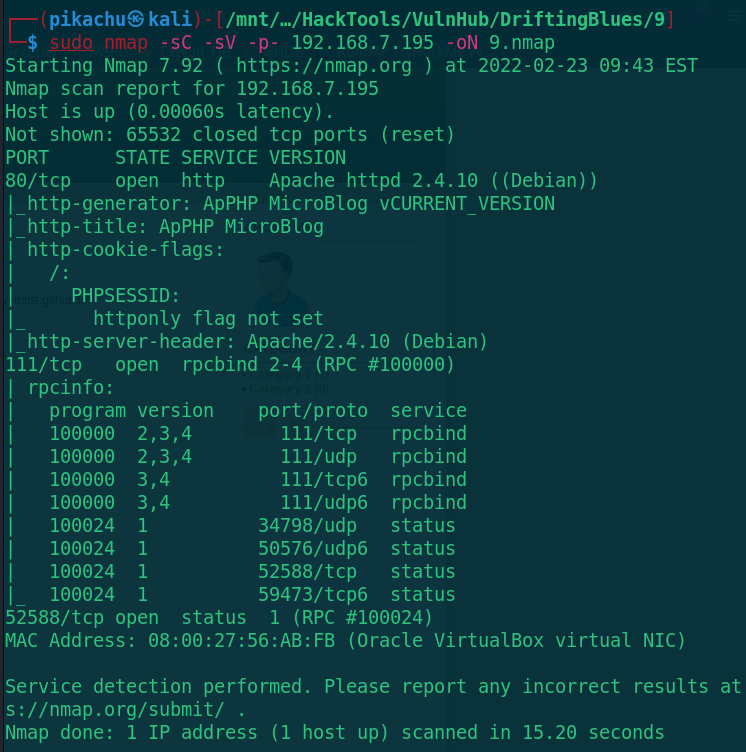 ┌──(pikachu㉿kali)-[/mnt/…/HackTools/VulnHub/DriftingBlues/9]
└─$ sudo nmap -sC -sV -p- 192.168.7.195 -oN 9.nmap
Starting Nmap 7.92 ( https://nmap.org ) at 2022-02-23 09:43 EST
Nmap scan report for 192.168.7.195
Host is up (0.00060s latency).
Not shown: 65532 closed tcp ports (reset)
PORT      STATE SERVICE VERSION
80/tcp    open  http    Apache httpd 2.4.10 ((Debian))
|_http-generator: ApPHP MicroBlog vCURRENT_VERSION
|_http-title: ApPHP MicroBlog
| http-cookie-flags:
|   /:
|     PHPSESSID:
|_      httponly flag not set
|_http-server-header: Apache/2.4.10 (Debian)
111/tcp   open  rpcbind 2-4 (RPC #100000)
| rpcinfo:
|   program version      port/proto  service
|   100000  2,3,4        111/tcp   rpcbind
|   100000  2,3,4        111/udp   rpcbind
|   100000  3,4          111/tcp6  rpcbind
|   100000  3,4          111/udp6  rpcbind
|   100024  1          34798/udp   status
|   100024  1          50576/udp6  status
|   100024  1          52588/tcp   status
|_  100024  1          59473/tcp6  status
52588/tcp open  status  1 (RPC #100024)
MAC Address: 08:00:27:56:AB:FB (Oracle VirtualBox virtual NIC)

Service detection performed. Please report any incorrect results at
s://nmap.org/submit/ .
Nmap done: 1 IP address (1 host up) scanned in 15.20 seconds